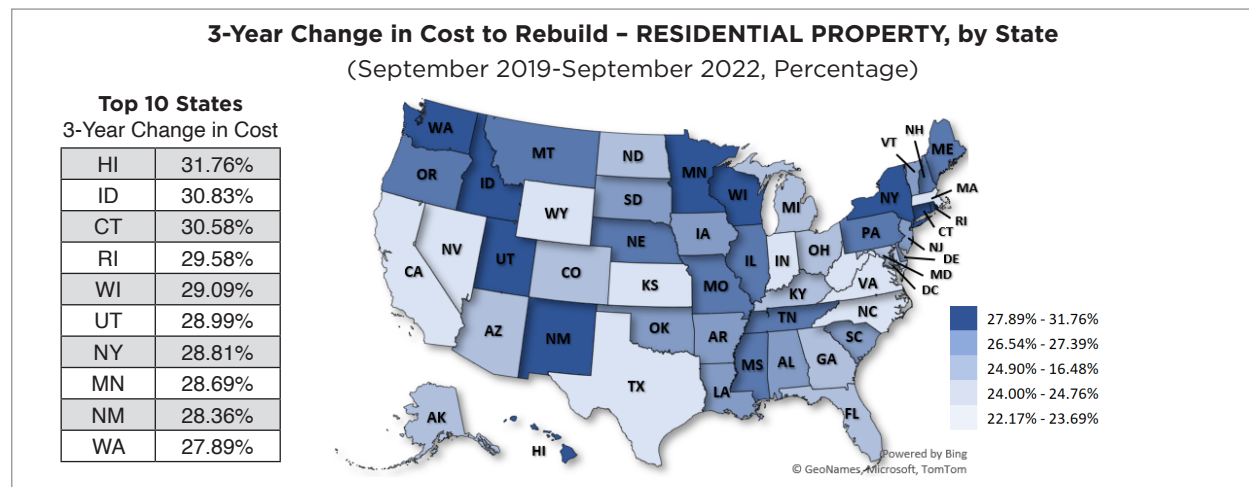 3-Year Change in Cost to Rebuild – RESIDENTIAL PROPERTY, by State
(September 2019-September 2022, Percentage)
Top 10 States
3-Year Change in Cost
HI 31.76%
ID 30.83%
CT 30.58%
RI 29.58%
WI 29.09%
UT 28.99%
NY 28.81%
MN 28.69%
NM 28.36%
WA 27.89%
WA
MT
ND
MN
OR
ID
SD
WI
WY
MI
NY
VT
NH
ME
MA
RI
CT
NJ
DE
MD
DC
PA
NV
UT
NE
IA
IL
IN
OH
CA
CO
KS
MO
KY
VA
NC
AZ
NM
OK
AR
TN
SC
TX
LA
MS
AL
GA
FL
AK
HI
27.89% - 31.76%
26.54% - 27.39%
24.90% - 16.48%
24.00% - 24.76%
22.17% - 23.69%
Powered by Bing
© GeoNames, Microsoft, TomTom